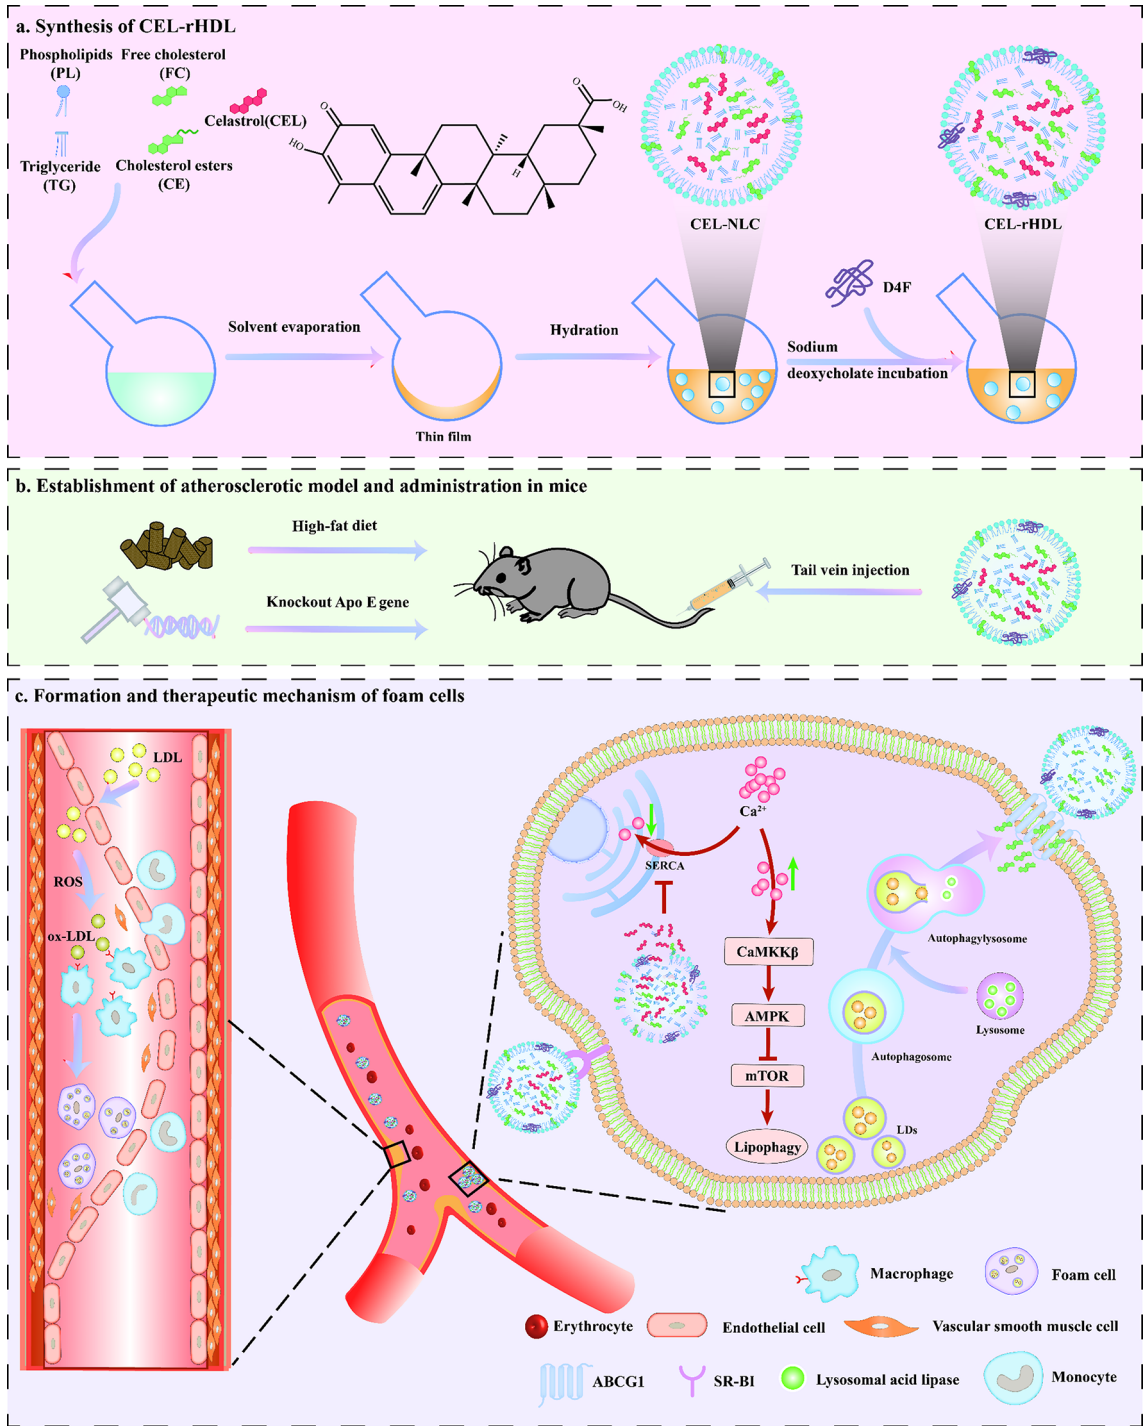 a. Synthesis of CEL-rHDL
Phospholipids
(PL)
Free cholesterol
(FC)
Celastrol(CEL)
Triglyceride
(TG)
Cholesterol esters
(CE)
O
HO
O
OH
H
CEL-NLC
CEL-rHDL
D4F
Solvent evaporation
Hydration
Sodium
deoxycholate incubation
Thin film
b. Establishment of atherosclerotic model and administration in mice
High-fat diet
Knockout Apo E gene
Tail vein injection
c. Formation and therapeutic mechanism of foam cells
LDL
ROS
ox-LDL
Ca²⁺
SERCA
CaMKKβ
AMPK
mTOR
Lipophagy
Autophagylysosome
Lysosome
Autophagosome
LDs
Macrophage
Foam cell
Erythrocyte
Endothelial cell
Vascular smooth muscle cell
ABCG1
SR-BI
Lysosomal acid lipase
Monocyte